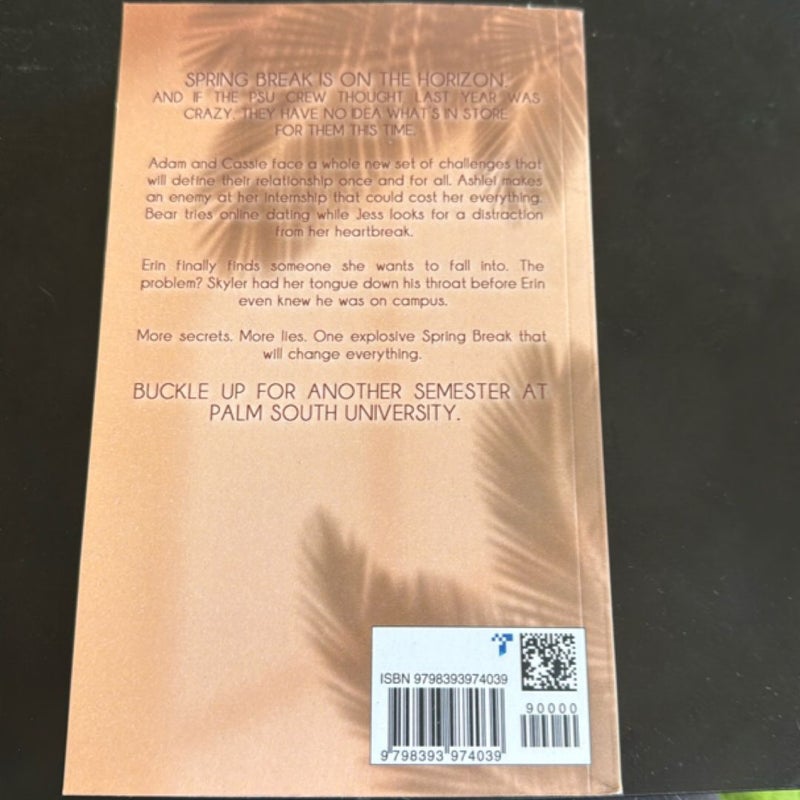 SPRING BREAK IS ON THE HORIZON.
AND IF THE PSU CREW THOUGHT LAST YEAR WAS
CRAZY, THEY HAVE NO IDEA WHAT'S IN STORE
FOR THEM THIS TIME.
Adam and Cassie face a whole new set of challenges that
will define their relationship once and for all. Ashlei makes
an enemy at her internship that could cost her everything.
Bear tries online dating while Jess looks for a distraction
from her heartbreak.
Erin finally finds someone she wants to fall into. The
problem? Skyler had her tongue down his throat before Erin
even knew he was on campus.
More secrets. More lies. One explosive Spring Break that
will change everything.
BUCKLE UP FOR ANOTHER SEMESTER AT
PALM SOUTH UNIVERSITY.
ISBN 9798393974039
90000
9 798393 974039